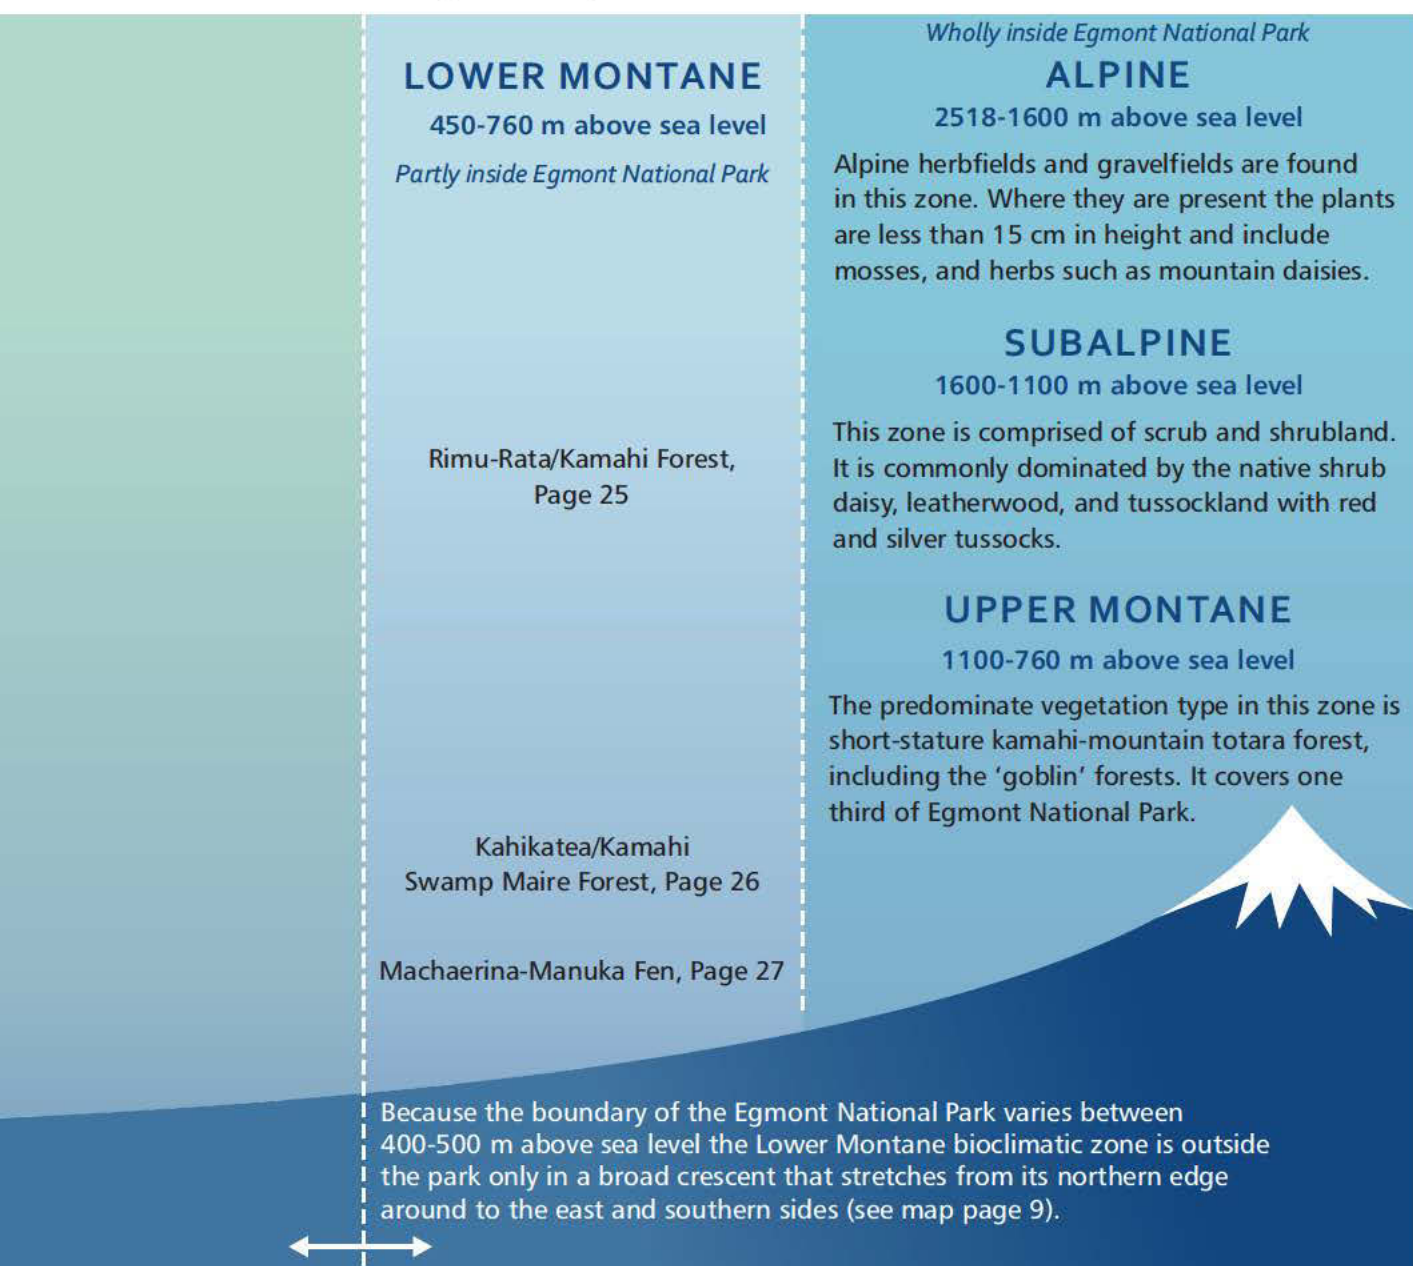 LOWER MONTANE
450-760 m above sea level
Partly inside Egmont National Park
Rimu-Rata/Kamahi Forest,
Page 25
Kahikatea/Kamahi
Swamp Maire Forest, Page 26
Machaerina-Manuka Fen, Page 27
Wholly inside Egmont National Park
ALPINE
2518-1600 m above sea level
Alpine herbfields and gravelfields are found
in this zone. Where they are present the plants
are less than 15 cm in height and include
mosses, and herbs such as mountain daisies.
SUBALPINE
1600-1100 m above sea level
This zone is comprised of scrub and shrubland.
It is commonly dominated by the native shrub
daisy, leatherwood, and tussockland with red
and silver tussocks.
UPPER MONTANE
1100-760 m above sea level
The predominate vegetation type in this zone is
short-stature kamahi-mountain totara forest,
including the ‘goblin’ forests. It covers one
third of Egmont National Park.
Because the boundary of the Egmont National Park varies between
400-500 m above sea level the Lower Montane bioclimatic zone is outside
the park only in a broad crescent that stretches from its northern edge
around to the east and southern sides (see map page 9).